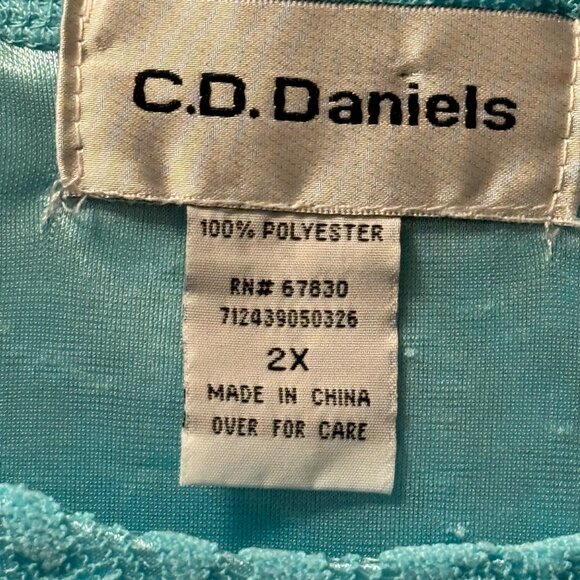 C.D. Daniels
100% POLYESTER
RN# 67830
712439050326
2X
MADE IN CHINA
OVER FOR CARE